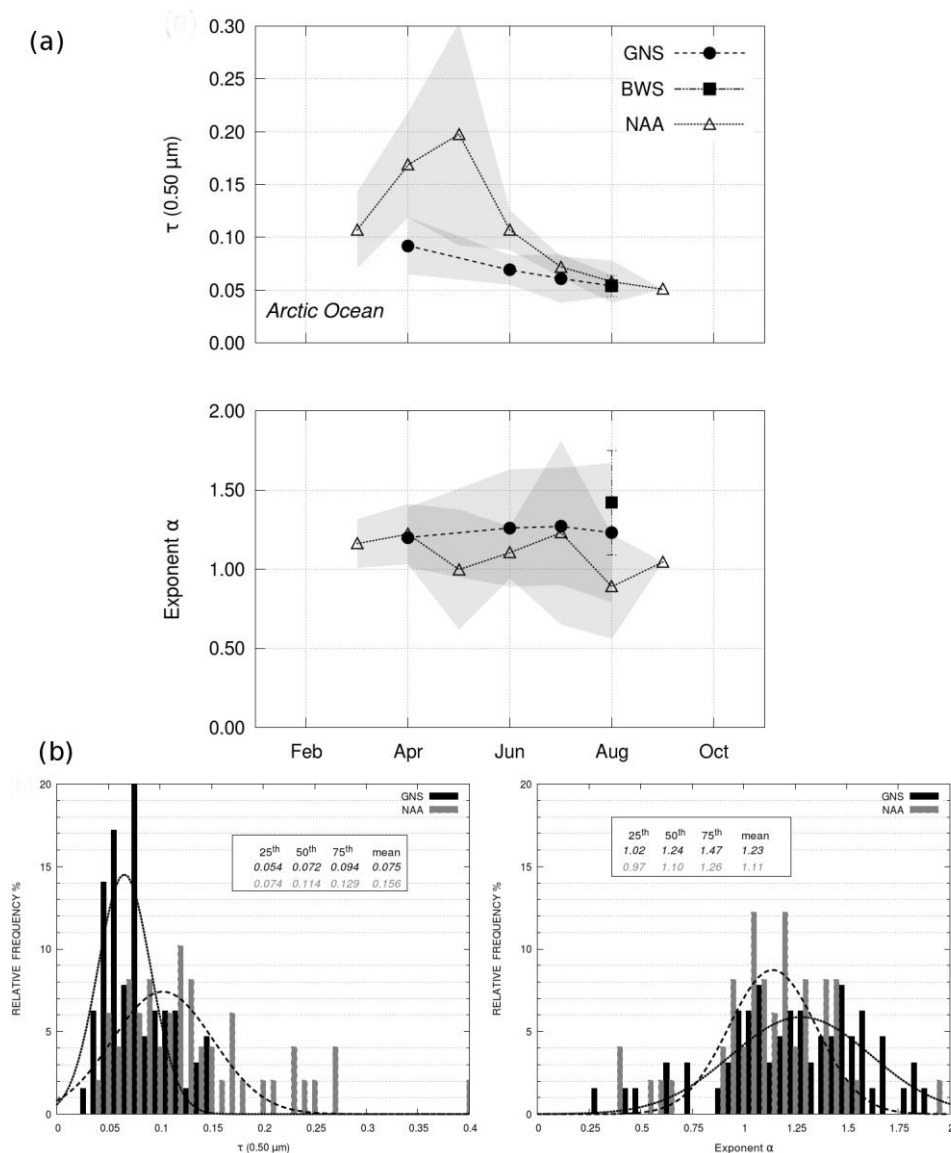 (a)
(a)
0.30
GNS
BWS
NAA
0.25
0.20
0.15
0.10
0.05
0.00
τ (0.50 µm)
Arctic Ocean
2.00
1.50
1.00
0.50
0.00
Exponent α
Feb Apr Jun Aug Oct
(b)
20
15
10
5
0
RELATIVE FREQUENCY %
GNS
NAA
25th 50th 75th mean
0.054 0.072 0.094 0.075
0.074 0.114 0.129 0.156
0 0.05 0.1 0.15 0.2 0.25 0.3 0.35 0.4
τ (0.50 µm)
20
15
10
5
0
RELATIVE FREQUENCY %
GNS
NAA
25th 50th 75th mean
1.02 1.24 1.47 1.23
0.97 1.10 1.26 1.11
0 0.25 0.5 0.75 1 1.25 1.5 1.75 2
Exponent α